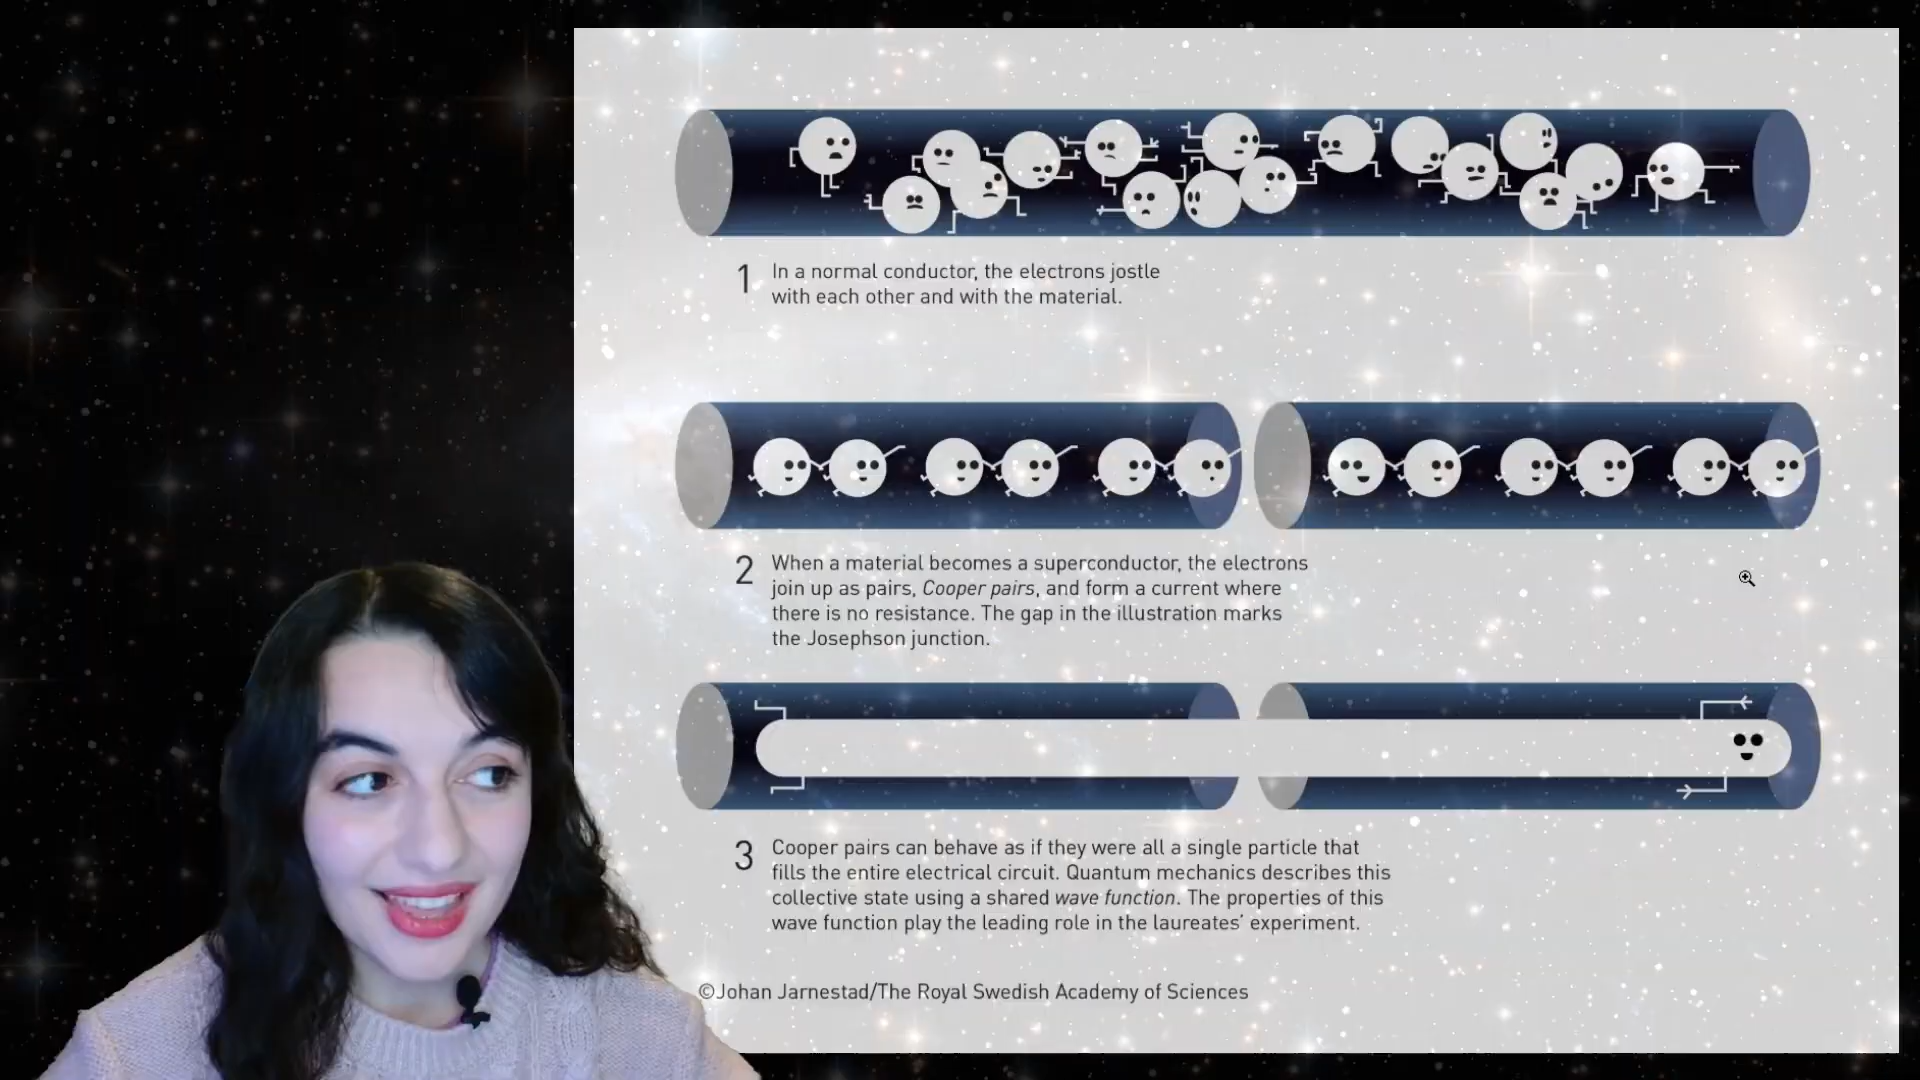 1 In a normal conductor, the electrons jostle
with each other and with the material.
2 When a material becomes a superconductor, the electrons
join up as pairs, Cooper pairs, and form a current where
there is no resistance. The gap in the illustration marks
the Josephson junction.
3 Cooper pairs can behave as if they were all a single particle that
fills the entire electrical circuit. Quantum mechanics describes this
collective state using a shared wave function. The properties of this
wave function play the leading role in the laureates’ experiment.
©Johan Jarnestad/The Royal Swedish Academy of Sciences